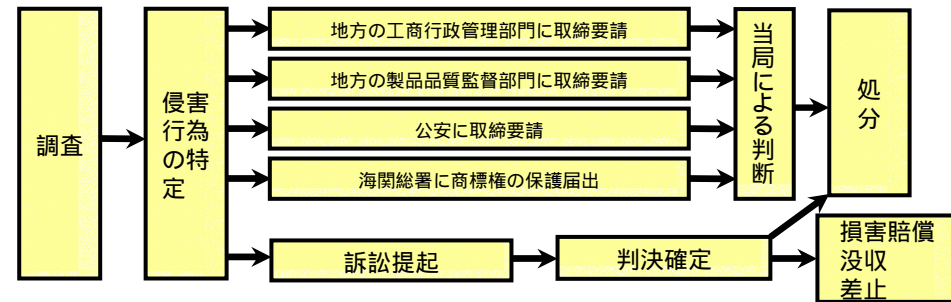 調査
侵害
行為
の特
定
地方の工商行政管理部門に取締要請
地方の製品品質監督部門に取締要請
公安に取締要請
海関総署に商標権の保護届出
訴訟提起
当局による判断
判決確定
処分
損害賠償
没収
差止